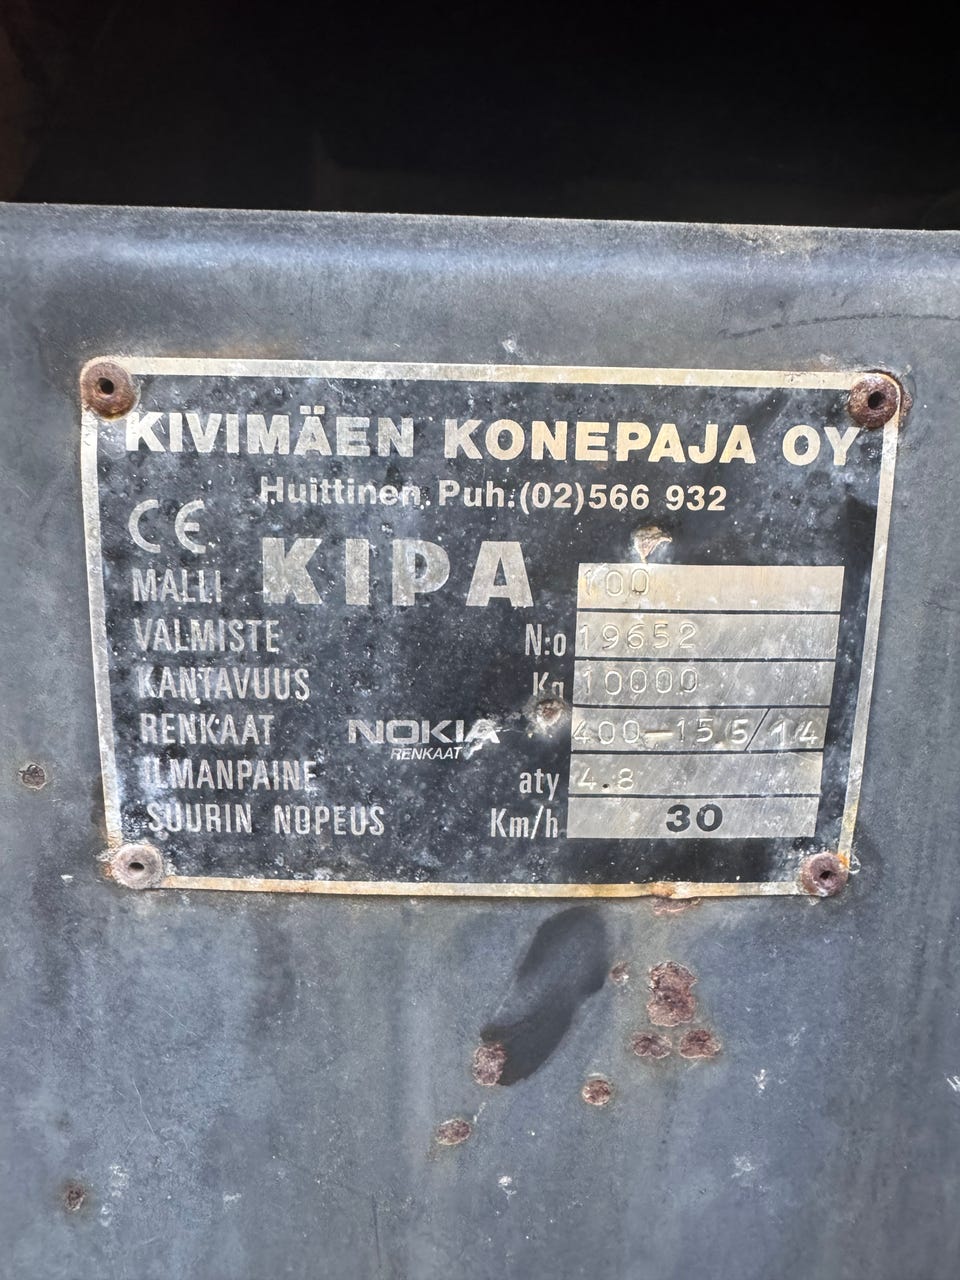 KIVIMÄEN KONEPAJA OY
Huittinen. Puh.(02)566 932
CE
MALLI KIPA 100
VALMISTE N:o 19652
KANTAVUUS Kg 10000
RENKAAT NOKIA RENKAAT 400-15,5/14
ILMANPAINE aty 4.8
SUURIN NOPEUS Km/h 30